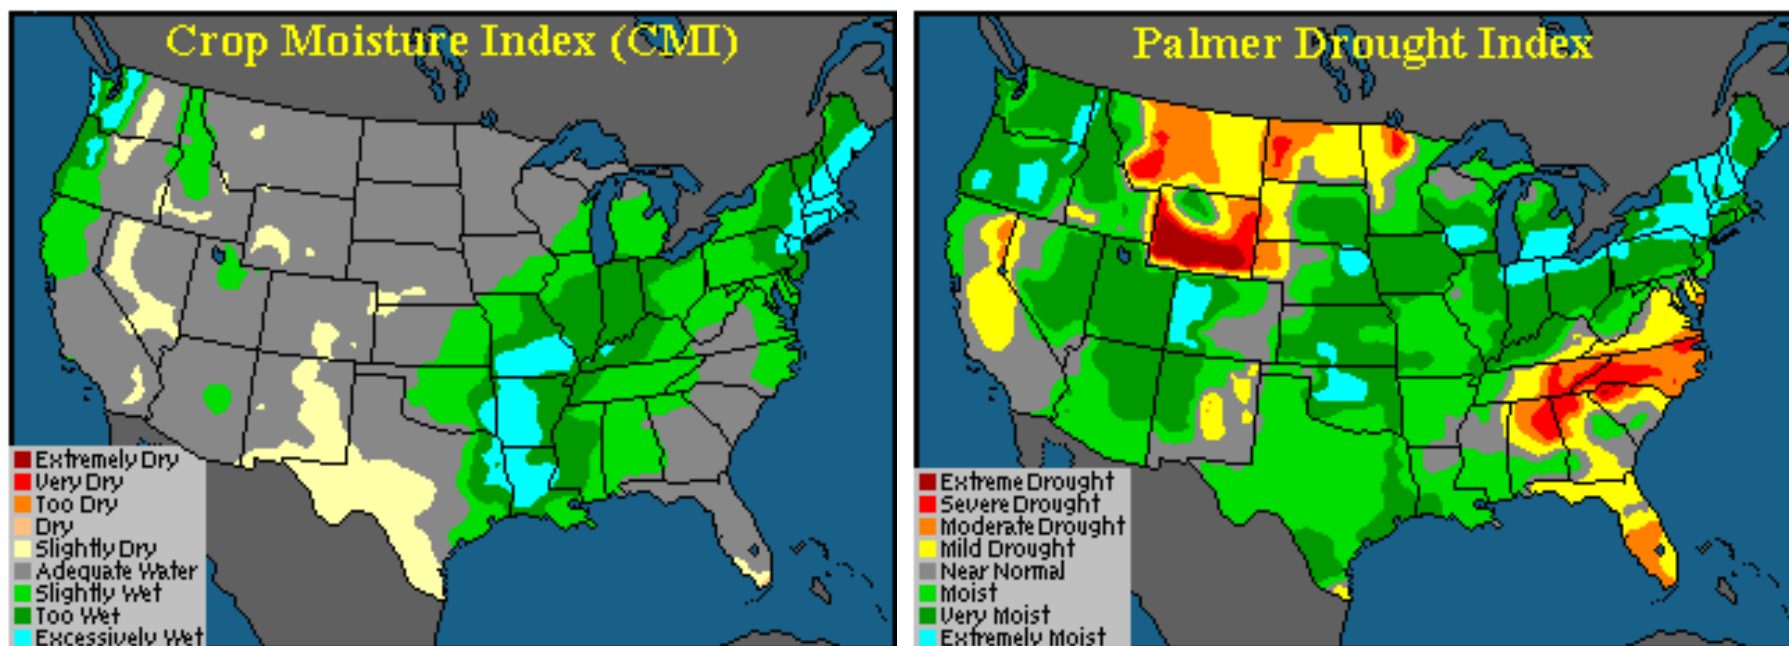 Crop Moisture Index (CMI)
Extremely Dry
Very Dry
Too Dry
Dry
Slightly Dry
Adequate Water
Slightly Wet
Too Wet
Excessively Wet
Palmer Drought Index
Extreme Drought
Severe Drought
Moderate Drought
Mild Drought
Near Normal
Moist
Very Moist
Extremely Moist